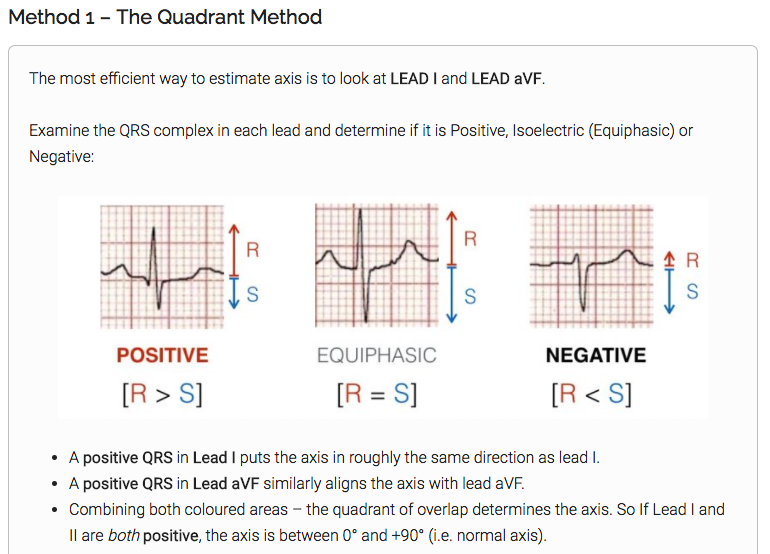 Method 1 – The Quadrant Method
The most efficient way to estimate axis is to look at LEAD I and LEAD aVF.
Examine the QRS complex in each lead and determine if it is Positive, Isoelectric (Equiphasic) or
Negative:
R
S
R
S
R
S
POSITIVE
EQUIPHASIC
NEGATIVE
[R > S]
[R = S]
[R < S]
• A positive QRS in Lead I puts the axis in roughly the same direction as lead I.
• A positive QRS in Lead aVF similarly aligns the axis with lead aVF.
• Combining both coloured areas – the quadrant of overlap determines the axis. So If Lead I and
II are both positive, the axis is between 0° and +90° (i.e. normal axis).